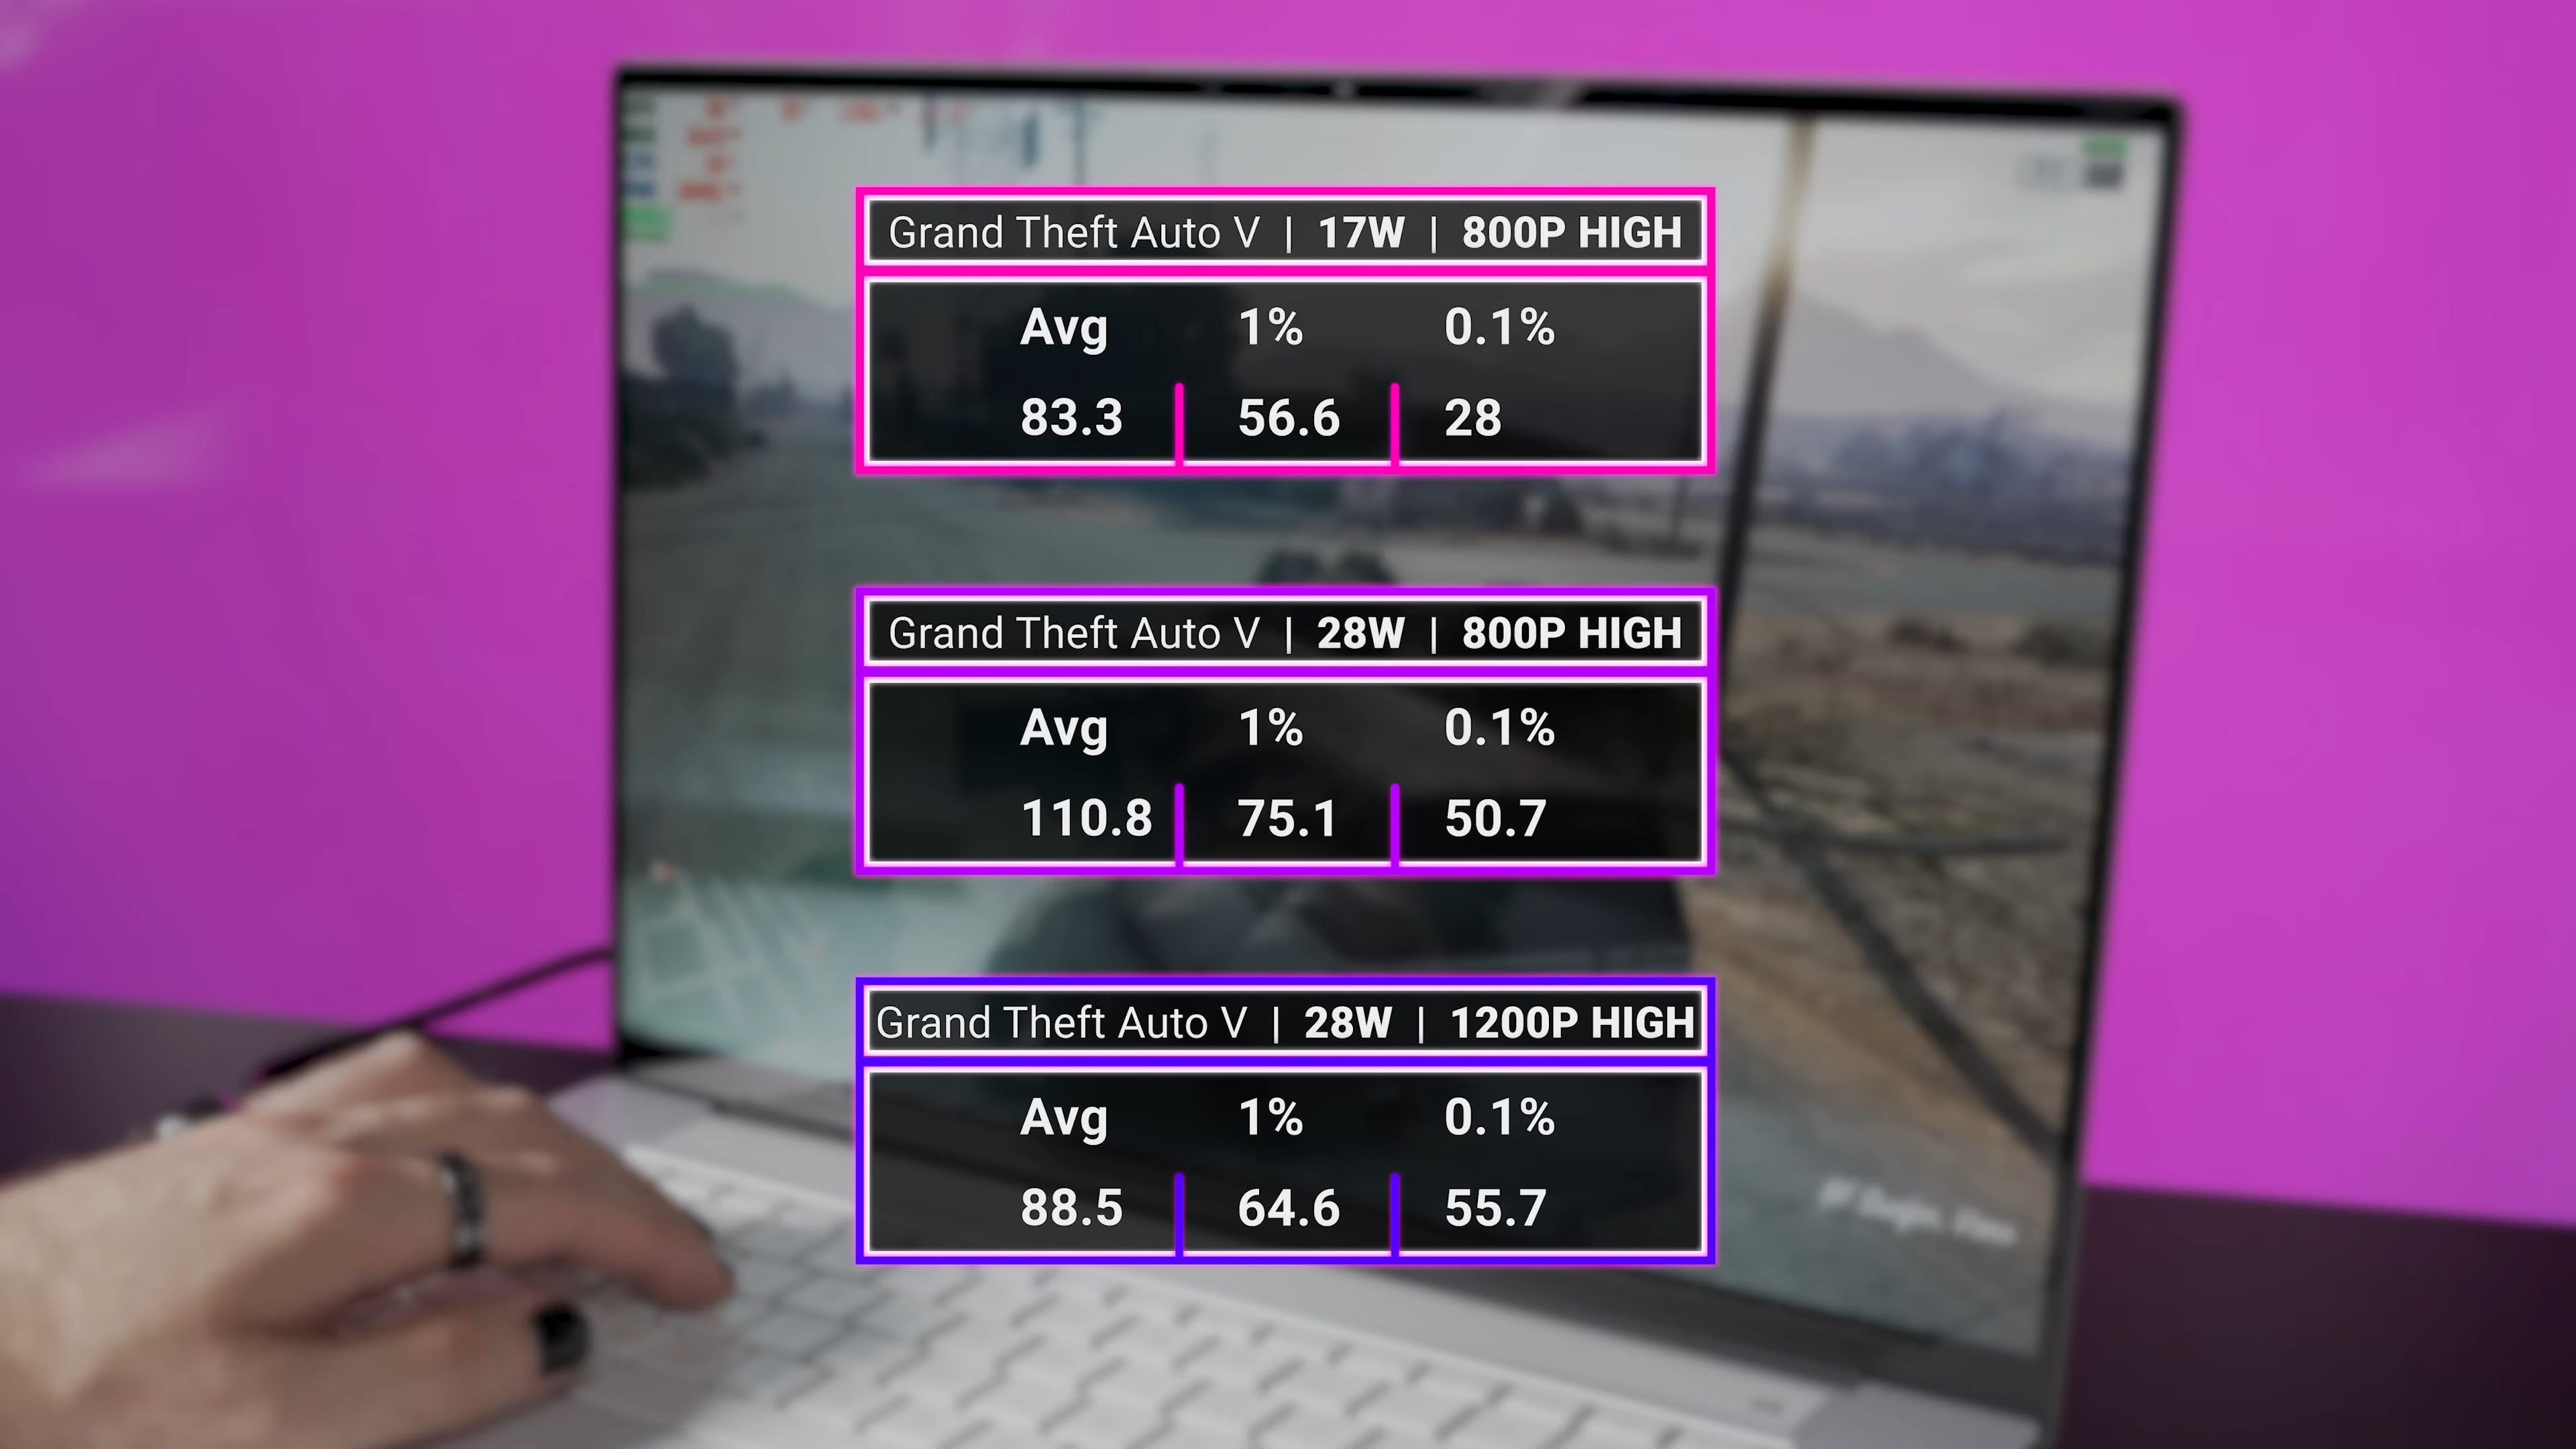 Grand Theft Auto V | 17W | 800P HIGH
Avg 1% 0.1%
83.3 56.6 28
Grand Theft Auto V | 28W | 800P HIGH
Avg 1% 0.1%
110.8 75.1 50.7
Grand Theft Auto V | 28W | 1200P HIGH
Avg 1% 0.1%
88.5 64.6 55.7